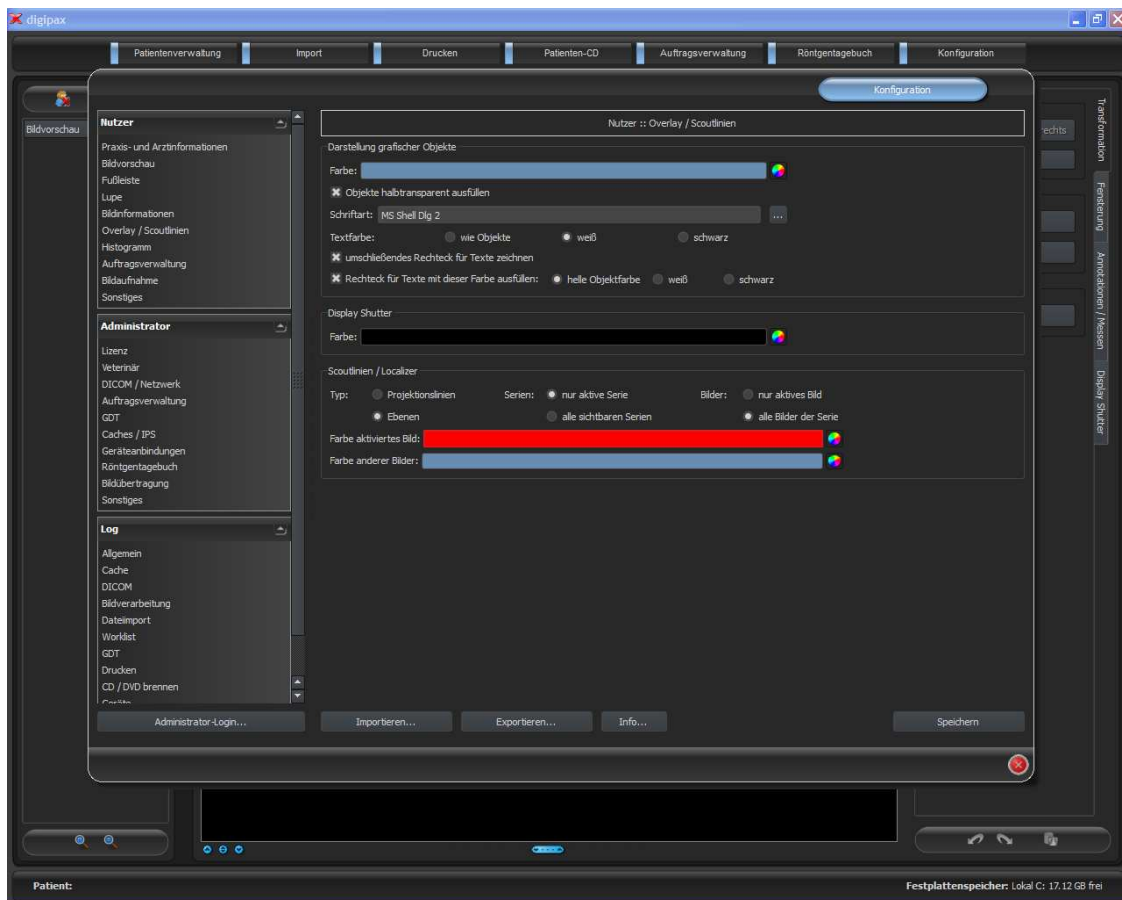 digipax
Patientenverwaltung Import Drucken Patienten-CD Auftragsverwaltung Röntgentagebuch Konfiguration
Konfiguration
Bildvorschau
Nutzer
Praxis- und Arztinformationen
Bildvorschau
Fußleiste
Lupe
Bildinformationen
Overlay / Scoutlinien
Histogramm
Auftragsverwaltung
Bildaufnahme
Sonstiges
Administrator
Lizenz
Veterinär
DICOM / Netzwerk
Auftragsverwaltung
GDT
Caches / IPS
Geräteanbindungen
Röntgentagebuch
Bildübertragung
Sonstiges
Log
Allgemein
Cache
DICOM
Bildverarbeitung
Dateiimport
Worklist
GDT
Drucken
CD / DVD brennen
Administrator-Login...
Nutzer :: Overlay / Scoutlinien
Darstellung grafischer Objekte
Farbe:
Objekte halbtransparent ausfüllen
Schriftart: MS Shell Dlg 2 ...
Textfarbe: wie Objekte weiß schwarz
umschließendes Rechteck für Texte zeichnen
Rechteck für Texte mit dieser Farbe ausfüllen: helle Objektfarbe weiß schwarz
Display Shutter
Farbe:
Scoutlinien / Localizer
Typ: Projektionslinien Serien: nur aktive Serie Bilder: nur aktives Bild
Ebenen alle sichtbaren Serien alle Bilder der Serie
Farbe aktiviertes Bild:
Farbe anderer Bilder:
Importieren... Exportieren... Info... Speichern
rechts
Transformation
Fensterung
Annotationen / Messen
Display Shutter
Patient:
Festplattenspeicher: Lokal C: 17.12 GB frei